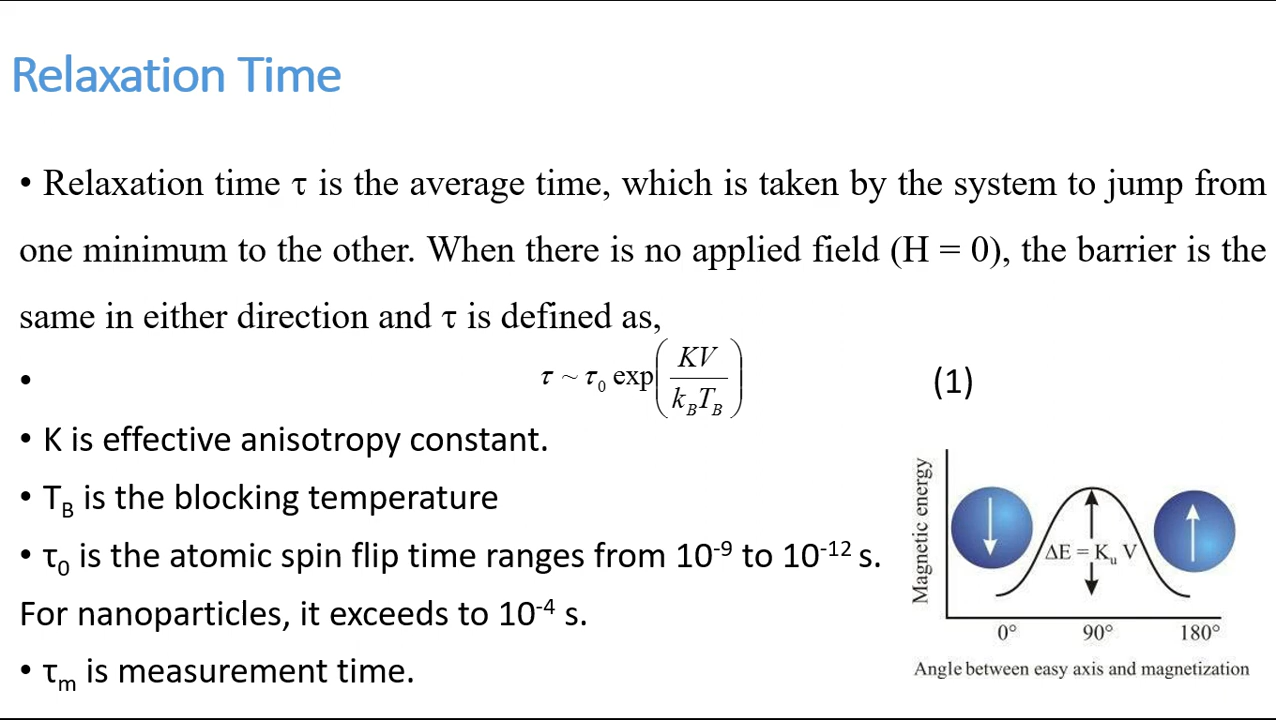 Relaxation Time
• Relaxation time τ is the average time, which is taken by the system to jump from
one minimum to the other. When there is no applied field (H = 0), the barrier is the
same in either direction and τ is defined as,
• τ ~ τ₀ exp(KV / k_B T_B) (1)
• K is effective anisotropy constant.
• T_B is the blocking temperature
• τ₀ is the atomic spin flip time ranges from 10⁻⁹ to 10⁻¹² s.
For nanoparticles, it exceeds to 10⁻⁴ s.
• τₘ is measurement time.
Magnetic energy
ΔE = Kᵤ V
0° 90° 180°
Angle between easy axis and magnetization